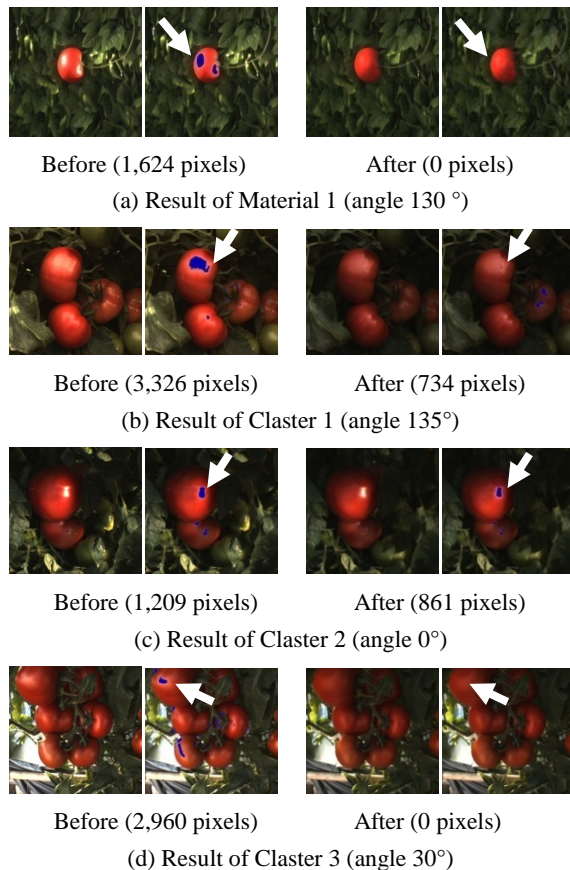 Before (1,624 pixels) After (0 pixels)
(a) Result of Material 1 (angle 130 °)
Before (3,326 pixels) After (734 pixels)
(b) Result of Claster 1 (angle 135°)
Before (1,209 pixels) After (861 pixels)
(c) Result of Claster 2 (angle 0°)
Before (2,960 pixels) After (0 pixels)
(d) Result of Claster 3 (angle 30°)